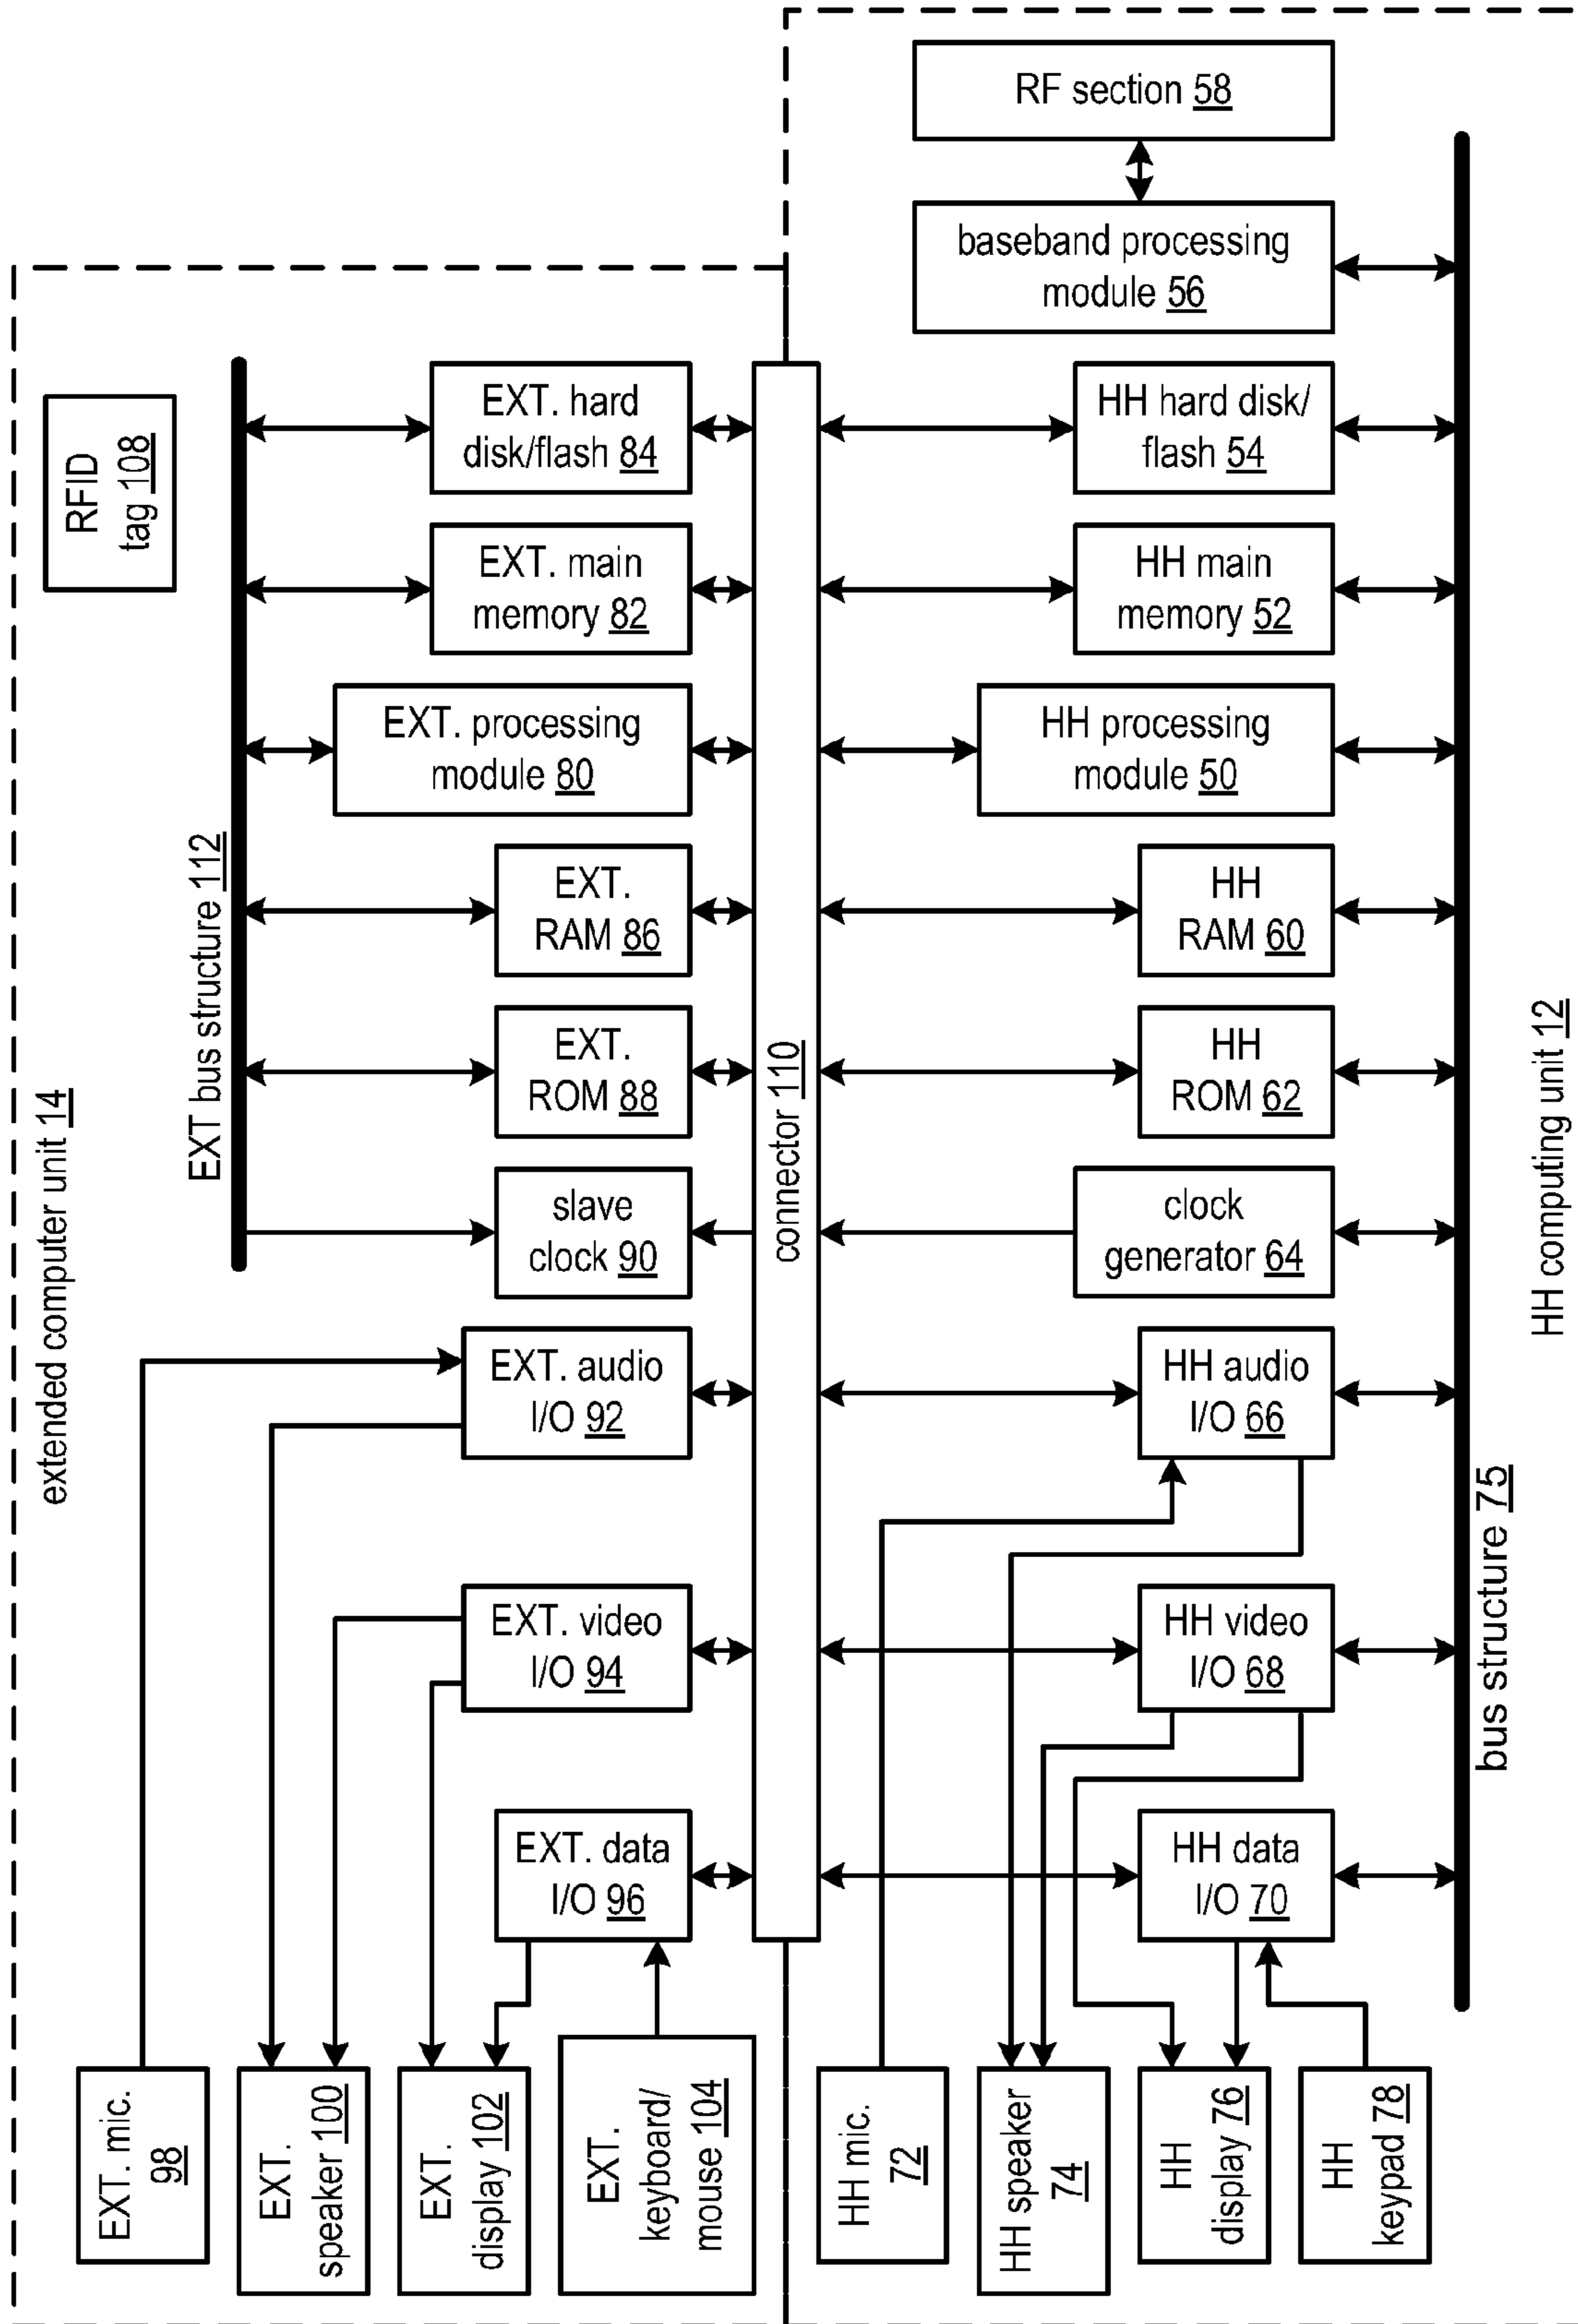 RF section 58
baseband processing
module 56
RFID
tag 108
EXT. hard
disk/flash 84
HH hard disk/
flash 54
EXT. main
memory 82
HH main
memory 52
EXT. processing
module 80
HH processing
module 50
EXT bus structure 112
EXT.
RAM 86
HH
RAM 60
extended computer unit 14
EXT.
ROM 88
connector 110
HH
ROM 62
HH computing unit 12
slave
clock 90
clock
generator 64
EXT. audio
I/O 92
HH audio
I/O 66
bus structure 75
EXT. video
I/O 94
HH video
I/O 68
EXT. data
I/O 96
HH data
I/O 70
EXT. mic.
98
EXT.
speaker 100
EXT.
display 102
EXT.
keyboard/
mouse 104
HH mic.
72
HH speaker
74
HH
display 76
HH
keypad 78